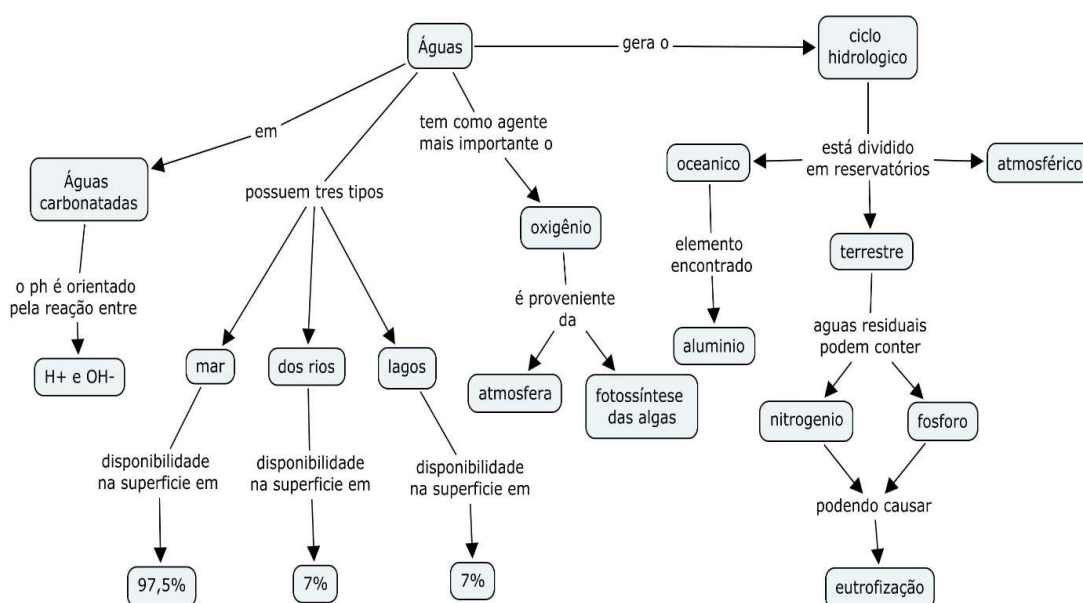 Águas
gera o
ciclo
hidrologico
em
tem como agente
mais importante o
está dividido
em reservatórios
oceanico
atmosférico
Águas
carbonatadas
possuem tres tipos
oxigênio
elemento
encontrado
terrestre
o ph é orientado
pela reação entre
é proveniente
da
aguas residuais
podem conter
H+ e OH-
mar
dos rios
lagos
aluminio
atmosfera
fotossíntese
das algas
nitrogenio
fosforo
disponibilidade
na superficie em
disponibilidade
na superficie em
disponibilidade
na superficie em
podendo causar
97,5%
7%
7%
eutrofização